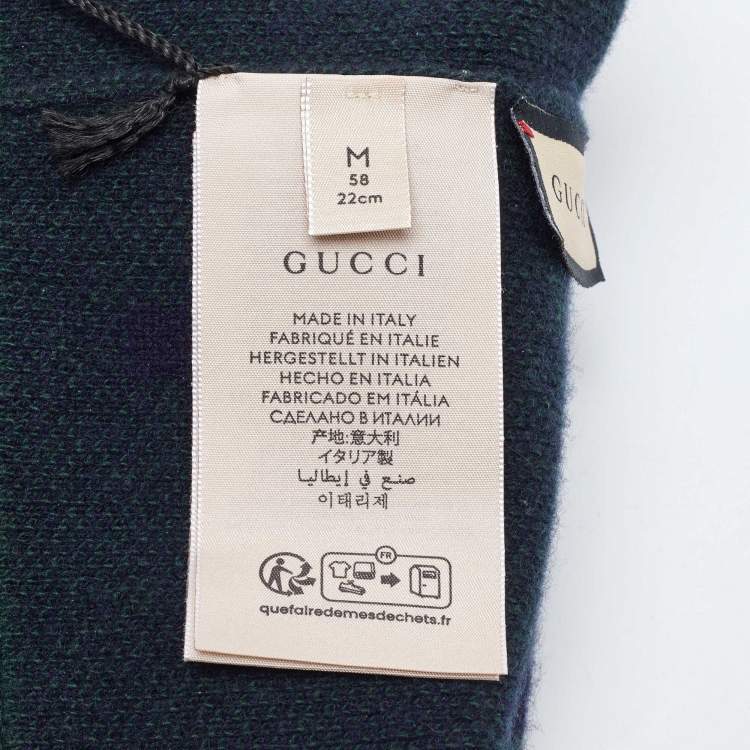 M
58
22cm
GUCCI
MADE IN ITALY
FABRIQUÉ EN ITALIE
HERGESTELLT IN ITALIEN
HECHO EN ITALIA
FABRICADO EM ITÁLIA
СДЕЛАНО В ИТАЛИИ
产地:意大利
イタリア製
صنع في إيطاليا
이태리제
FR
quefairedemesdechets.fr
GUCC